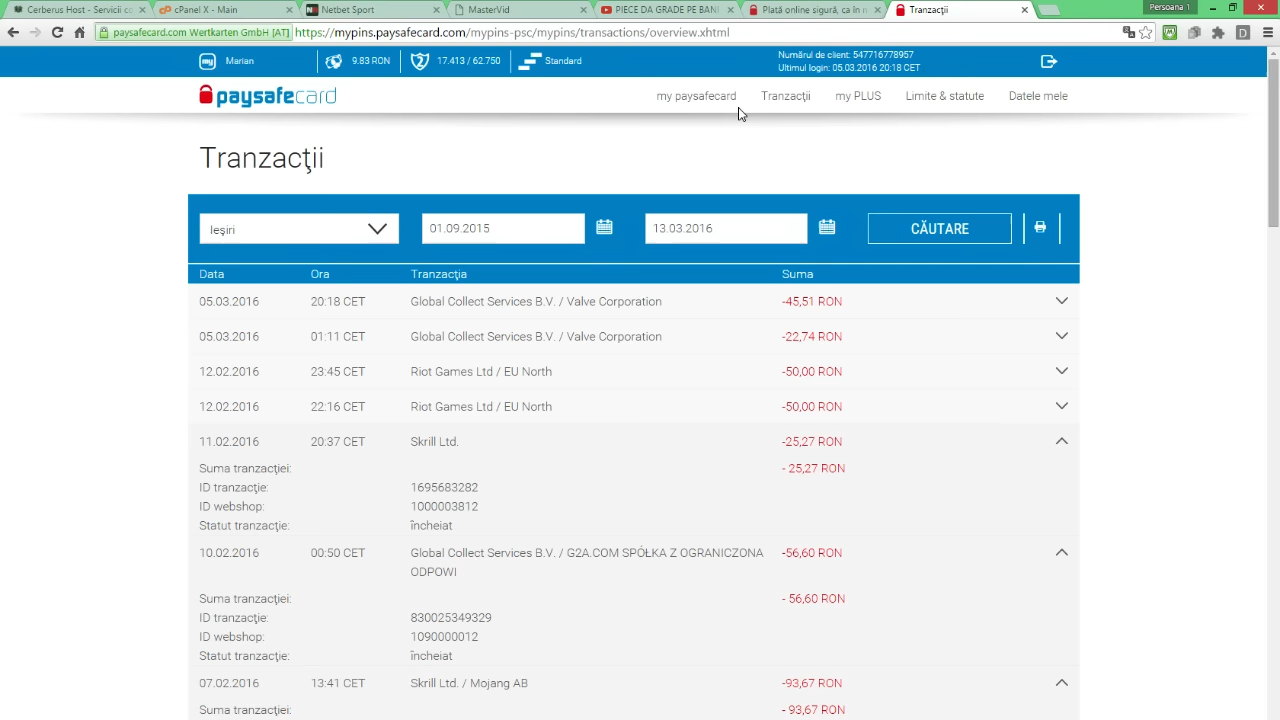 Cerberus Host - Servicii co
cPanel X - Main
Netbet Sport
MasterVid
PIECE DA GRADE PE BANI
Plată online sigură, ca în n
Tranzacţii
Persoana 1
paysafecard.com Wertkarten GmbH [AT]
https://mypins.paysafecard.com/mypins-psc/mypins/transactions/overview.xhtml
my Marian
9.83 RON
2 17.413 / 62.750
Standard
Numărul de client: 547716778957
Ultimul login: 05.03.2016 20:18 CET
paysafecard
my paysafecard
Tranzacţii
my PLUS
Limite & statute
Datele mele
Tranzacţii
Ieşiri
01.09.2015
13.03.2016
CĂUTARE
Data Ora Tranzacţia Suma
05.03.2016 20:18 CET Global Collect Services B.V. / Valve Corporation -45,51 RON
05.03.2016 01:11 CET Global Collect Services B.V. / Valve Corporation -22,74 RON
12.02.2016 23:45 CET Riot Games Ltd / EU North -50,00 RON
12.02.2016 22:16 CET Riot Games Ltd / EU North -50,00 RON
11.02.2016 20:37 CET Skrill Ltd. -25,27 RON
Suma tranzacţiei: - 25,27 RON
ID tranzacţie: 1695683282
ID webshop: 1000003812
Statut tranzacţie: încheiat
10.02.2016 00:50 CET Global Collect Services B.V. / G2A.COM SPÓŁKA Z OGRANICZONA -56,60 RON
ODPOWI
Suma tranzacţiei: - 56,60 RON
ID tranzacţie: 830025349329
ID webshop: 1090000012
Statut tranzacţie: încheiat
07.02.2016 13:41 CET Skrill Ltd. / Mojang AB -93,67 RON
Suma tranzacţiei: - 93,67 RON